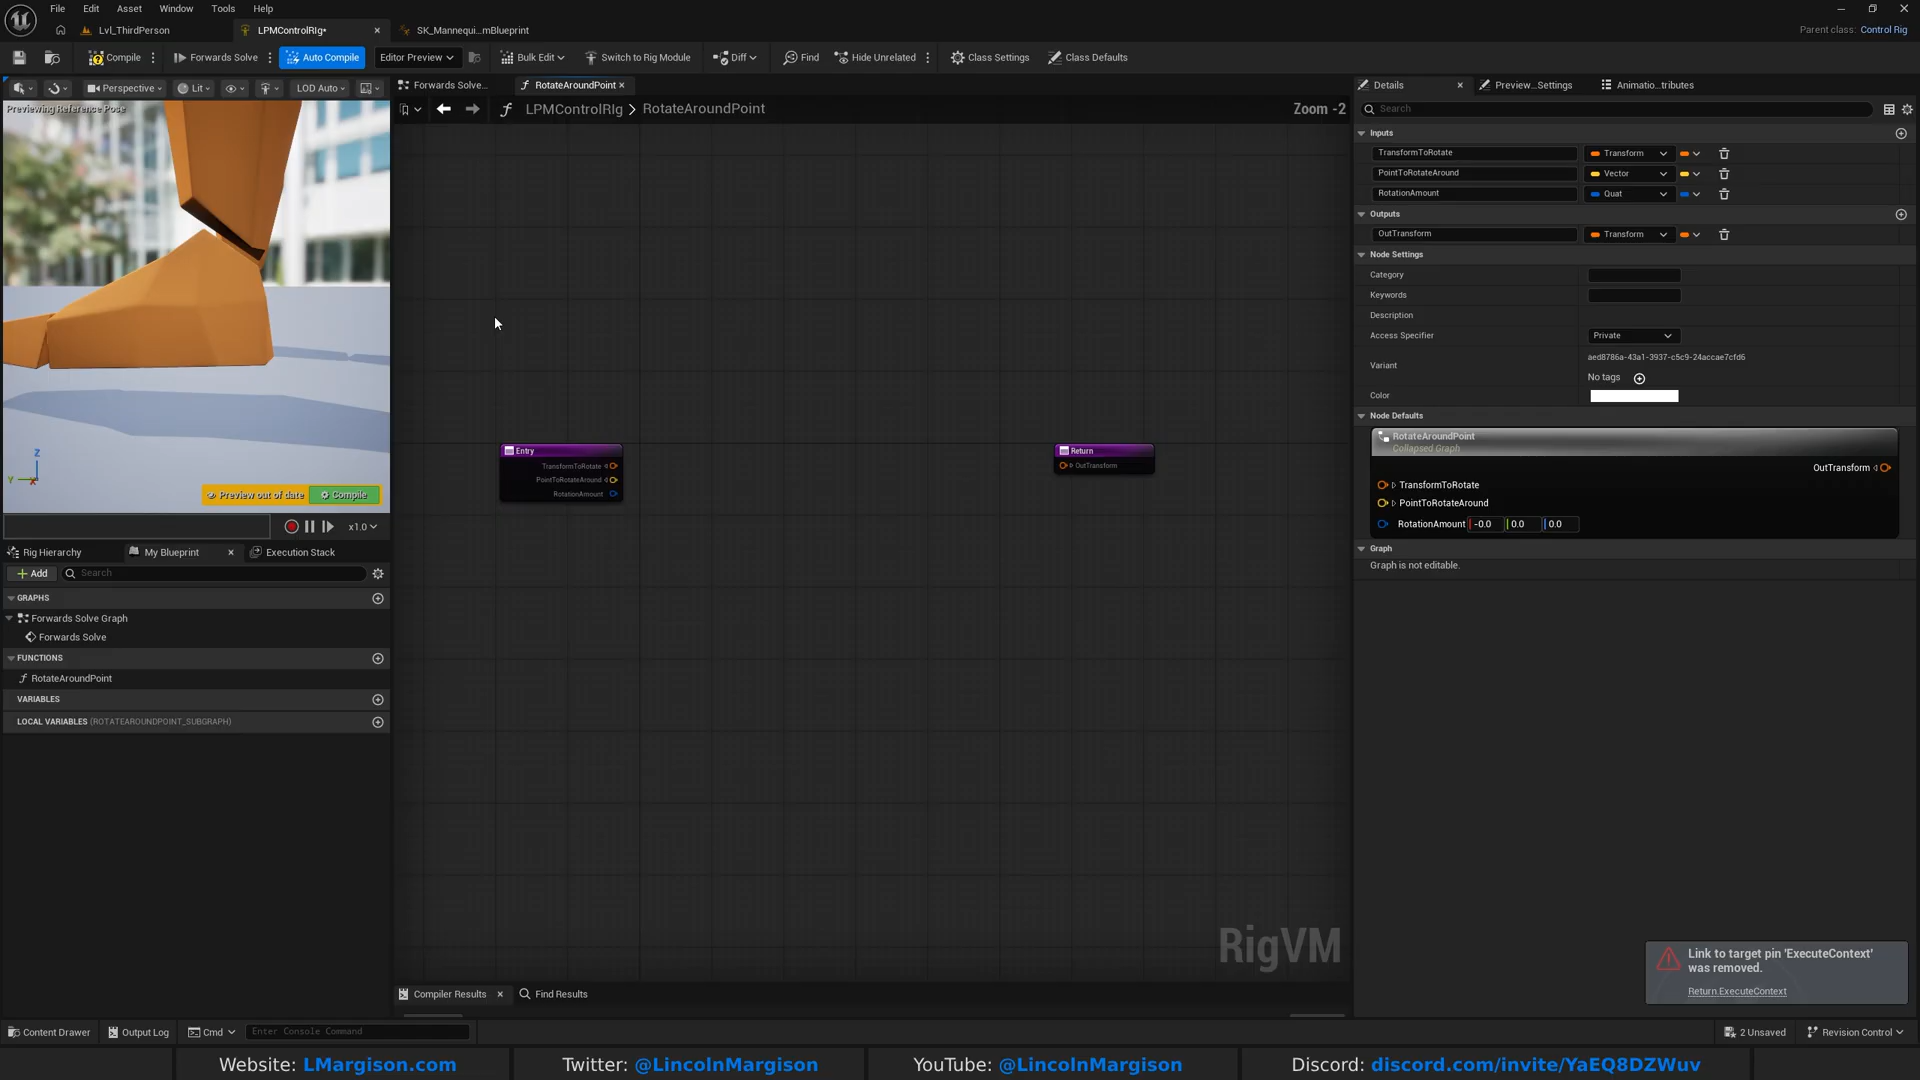 File Edit Asset Window Tools Help
Lvl_ThirdPerson LPMControlRIg* SK_Mannequi...mBlueprint Parent class: Control Rig
Compile Forwards Solve Auto Compile Editor Preview Bulk Edit Switch to Rig Module Diff Find Hide Unrelated Class Settings Class Defaults
Perspective Lit LOD Auto
Previewing Reference Pose
Z
Y
Preview out of date Compile
x1.0
Rig Hierarchy My Blueprint Execution Stack
Add Search
GRAPHS
Forwards Solve Graph
Forwards Solve
FUNCTIONS
RotateAroundPoint
VARIABLES
LOCAL VARIABLES (ROTATEAROUNDPOINT_SUBGRAPH)
Forwards Solve... RotateAroundPoint
LPMControlRIg > RotateAroundPoint Zoom -2
Entry
TransformToRotate
PointToRotateAround
RotationAmount
Return
OutTransform
RigVM
Compiler Results Find Results
Details Preview...Settings Animatio...tributes
Search
Inputs
TransformToRotate Transform
PointToRotateAround Vector
RotationAmount Quat
Outputs
OutTransform Transform
Node Settings
Category
Keywords
Description
Access Specifier Private
Variant aed8786a-43a1-3937-c5c9-24accae7cfd6
No tags
Color
Node Defaults
RotateAroundPoint
Collapsed Graph
OutTransform
TransformToRotate
PointToRotateAround
RotationAmount -0.0 0.0 0.0
Graph
Graph is not editable.
Link to target pin 'ExecuteContext'
was removed.
Return.ExecuteContext
Content Drawer Output Log Cmd Enter Console Command 2 Unsaved Revision Control
Website: LMargison.com Twitter: @LincolnMargison YouTube: @LincolnMargison Discord: discord.com/invite/YaEQ8DZWuv